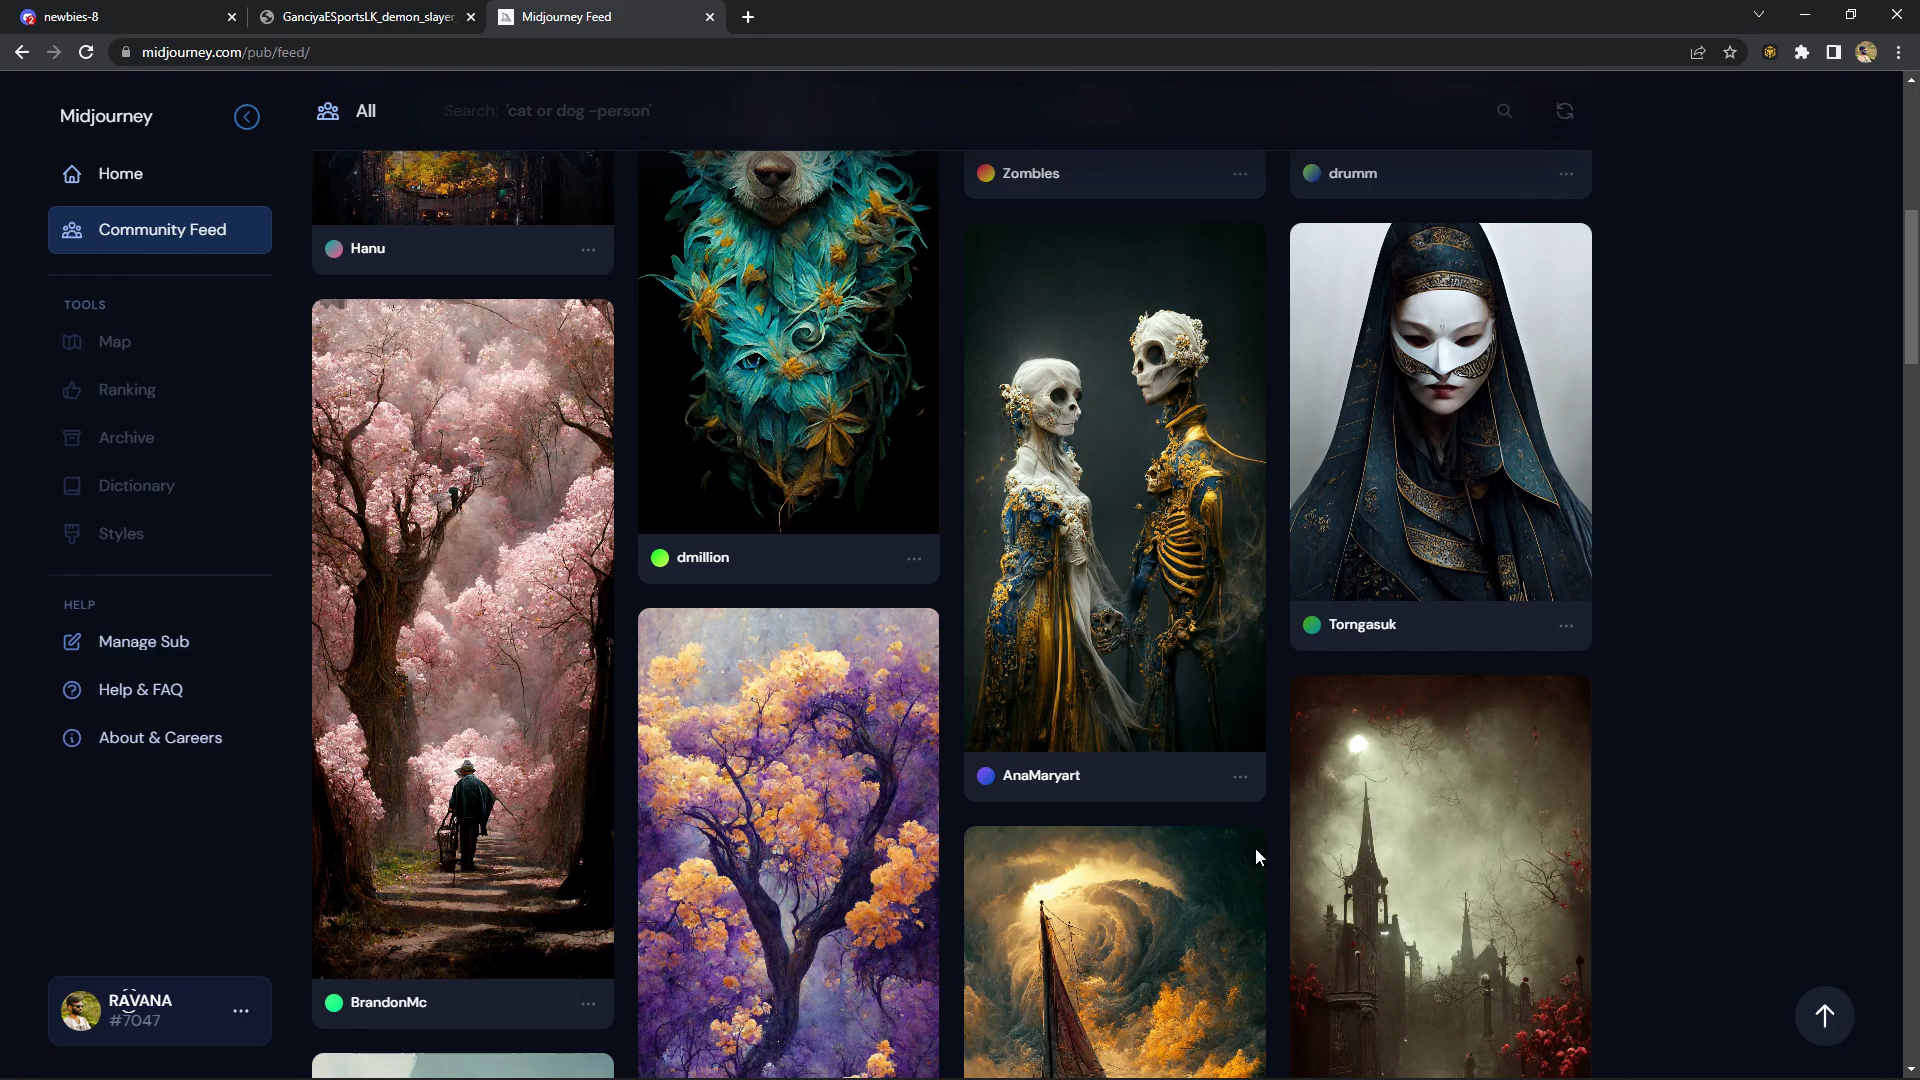 newbies-8
GanciyaESportsLK_demon_slayer_
Midjourney Feed
midjourney.com/pub/feed/
Midjourney
All
Search: 'cat or dog -person'
Home
Community Feed
TOOLS
Map
Ranking
Archive
Dictionary
Styles
HELP
Manage Sub
Help & FAQ
About & Careers
RAVANA
#7047
Hanu
BrandonMc
dmillion
Zombles
AnaMaryart
drumm
Torngasuk